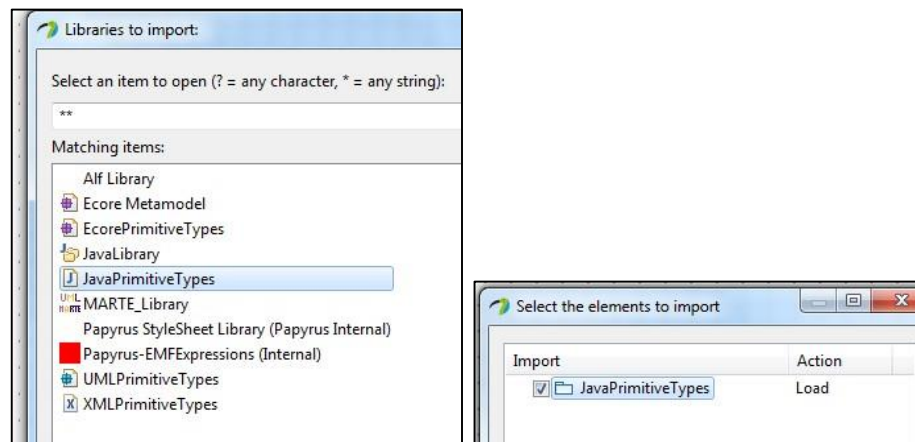 Libraries to import:
Select an item to open (? = any character, * = any string):
**
Matching items:
Alf Library
Ecore Metamodel
EcorePrimitiveTypes
JavaLibrary
JavaPrimitiveTypes
MARTE_Library
Papyrus StyleSheet Library (Papyrus Internal)
Papyrus-EMFExpressions (Internal)
UMLPrimitiveTypes
XMLPrimitiveTypes
Select the elements to import
Import Action
JavaPrimitiveTypes Load